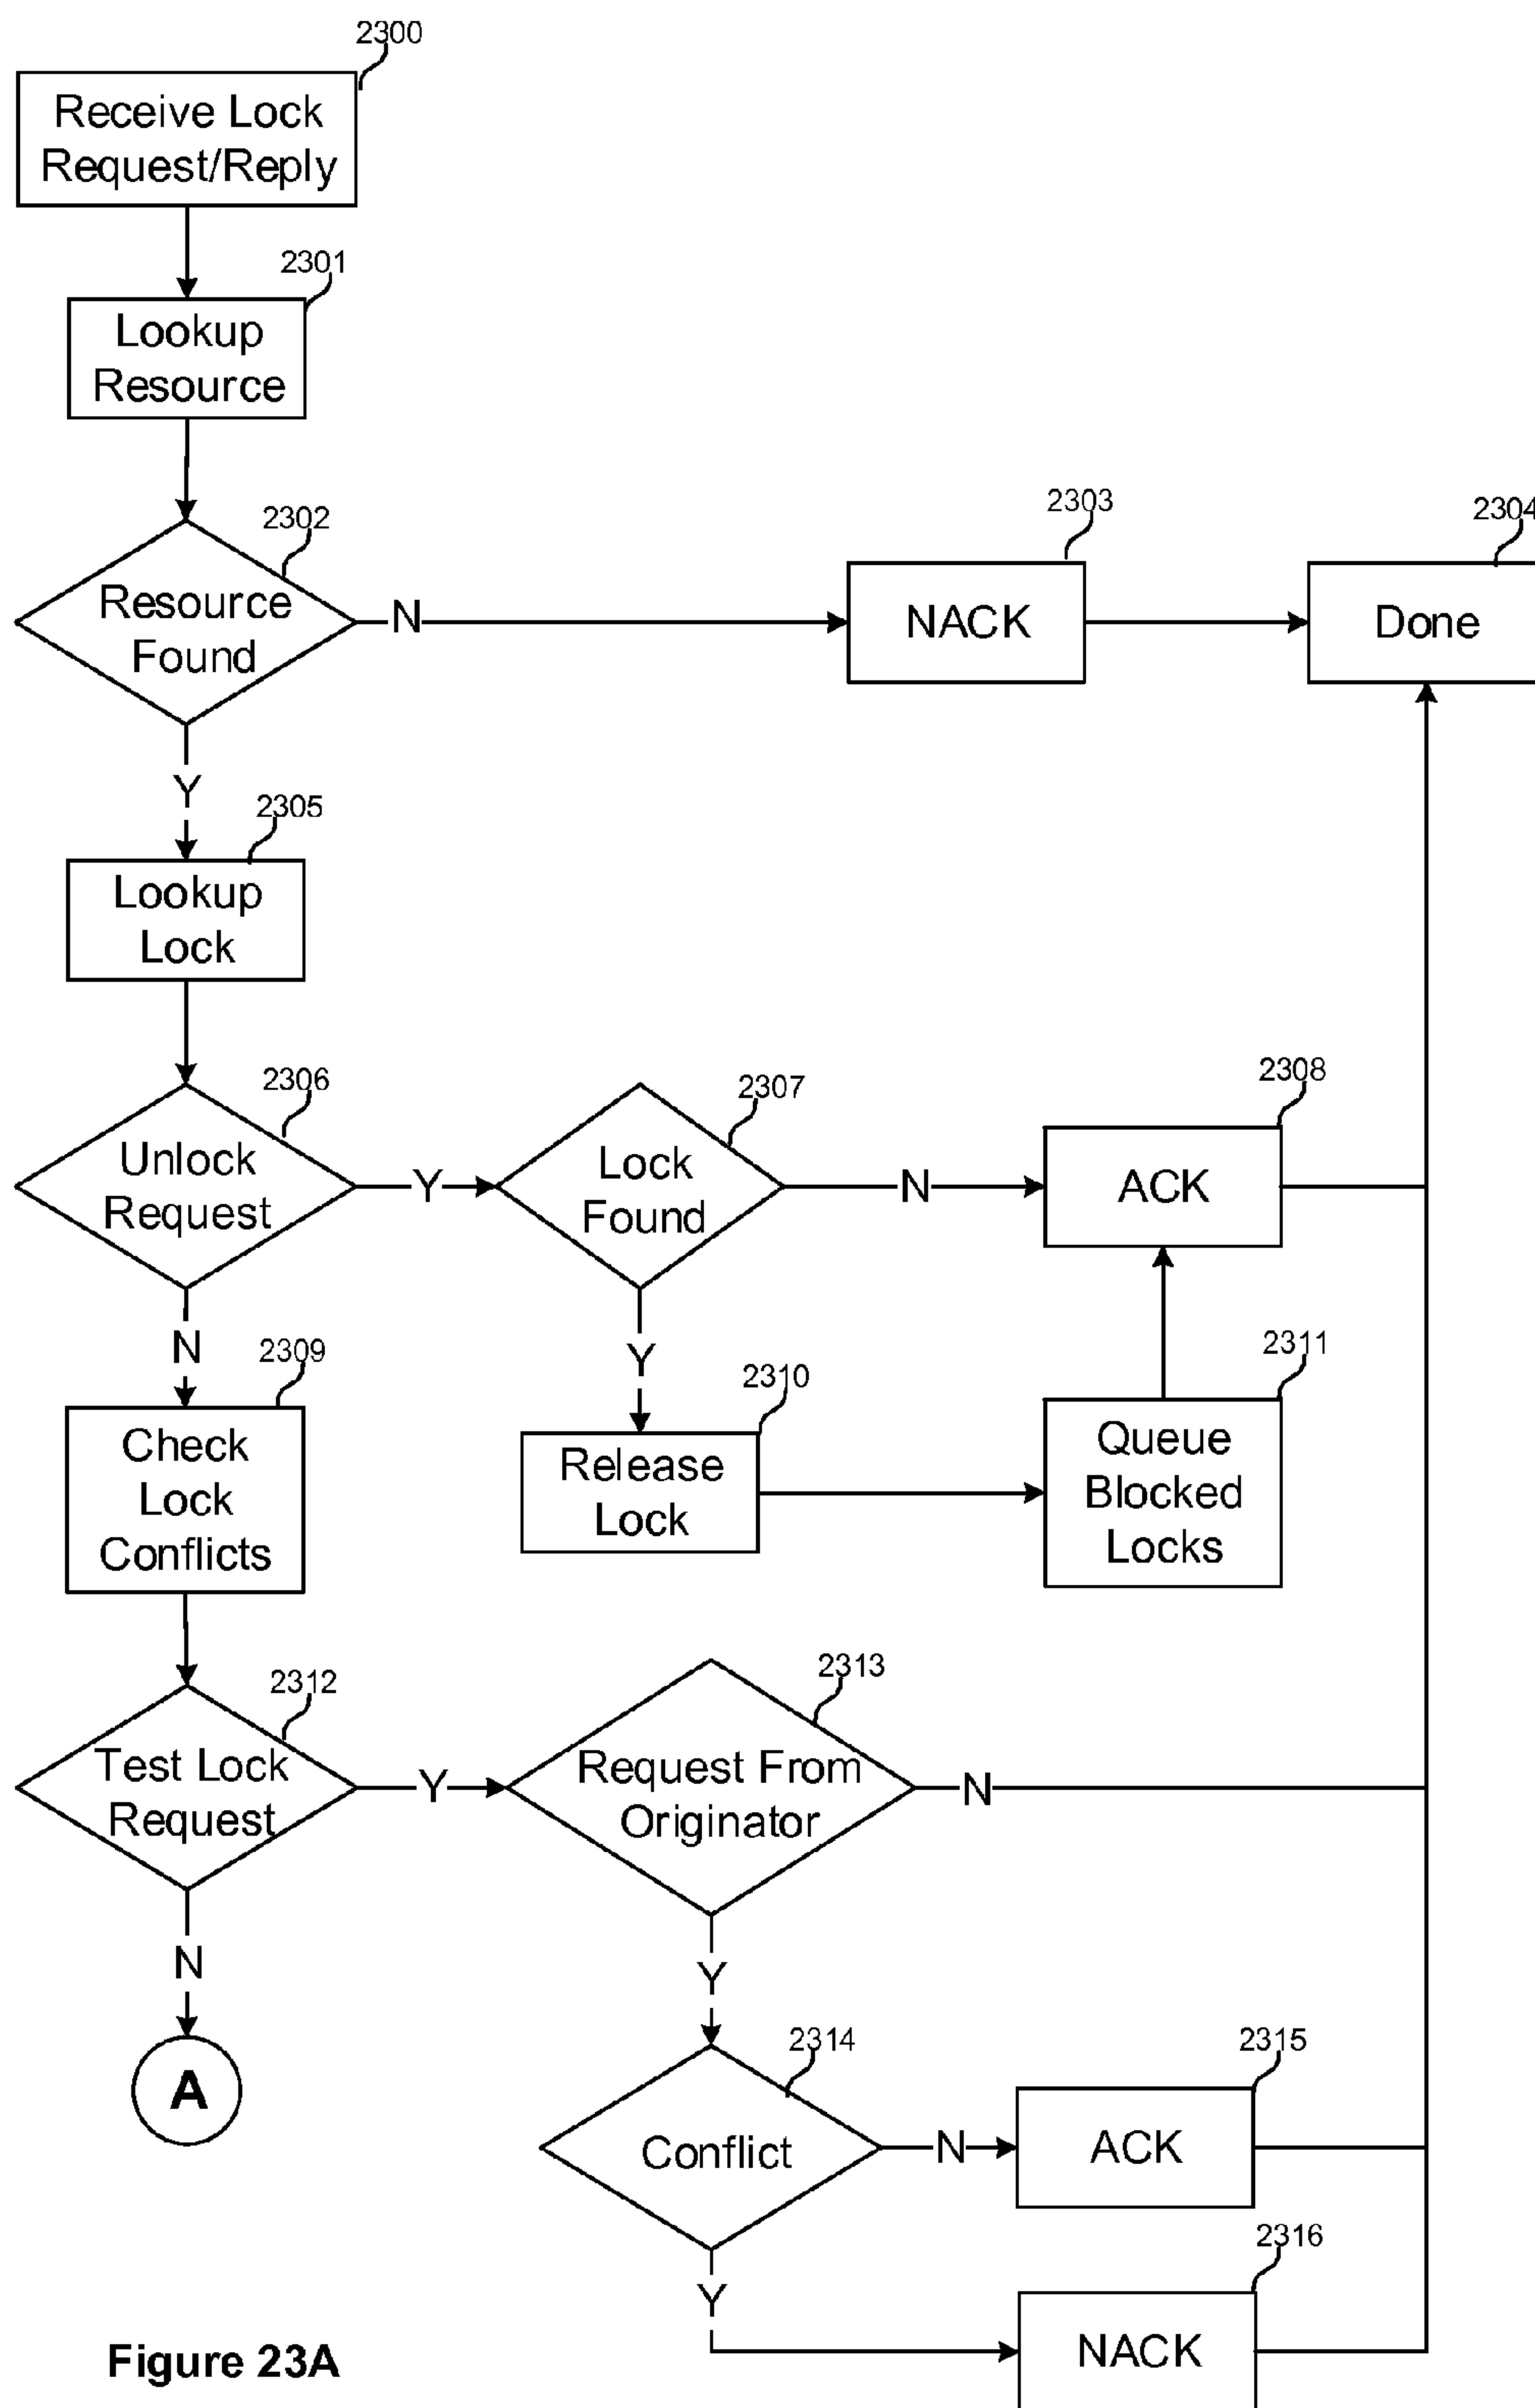 2300
Receive Lock
Request/Reply
2301
Lookup
Resource
2302
Resource
Found
N
2303
NACK
2304
Done
Y
2305
Lookup
Lock
2306
Unlock
Request
Y
2307
Lock
Found
N
2308
ACK
N
2309
Check
Lock
Conflicts
Y
2310
Release
Lock
2311
Queue
Blocked
Locks
2312
Test Lock
Request
Y
2313
Request From
Originator
N
N
A
Y
2314
Conflict
N
2315
ACK
Y
2316
NACK
Figure 23A